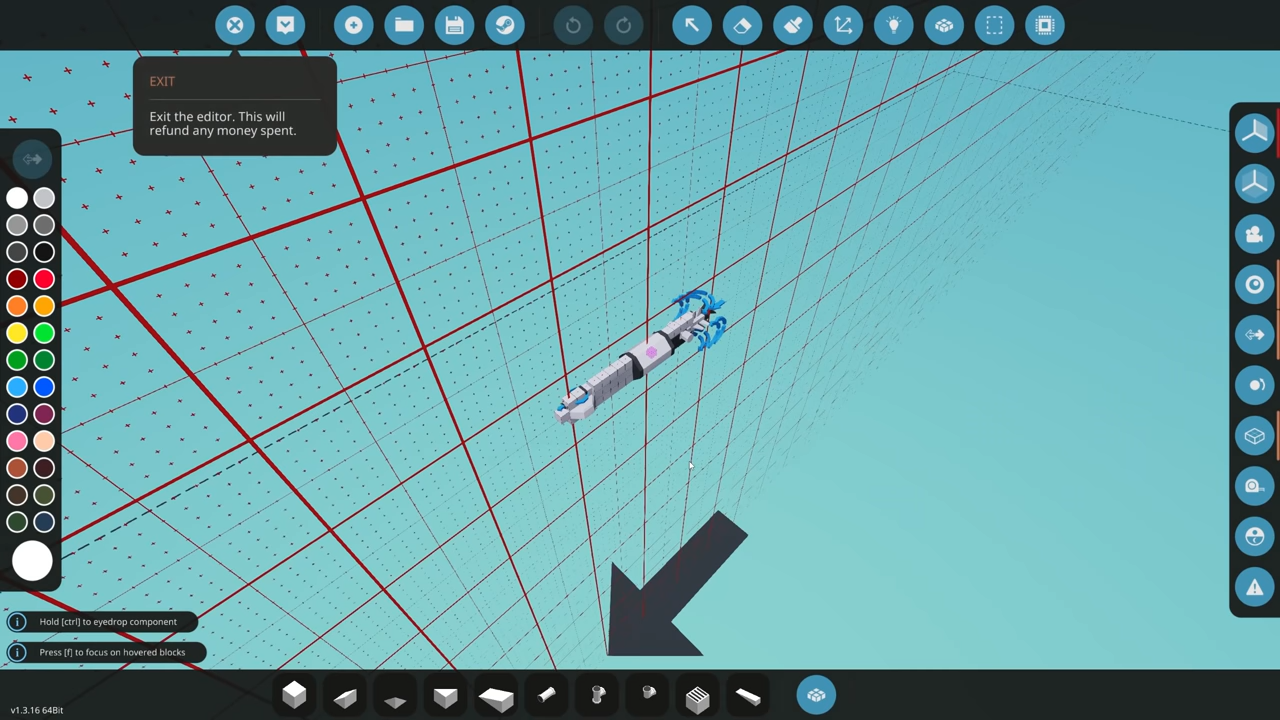 EXIT
Exit the editor. This will
refund any money spent.
Hold [ctrl] to eyedrop component
Press [f] to focus on hovered blocks
v1.3.16 64Bit